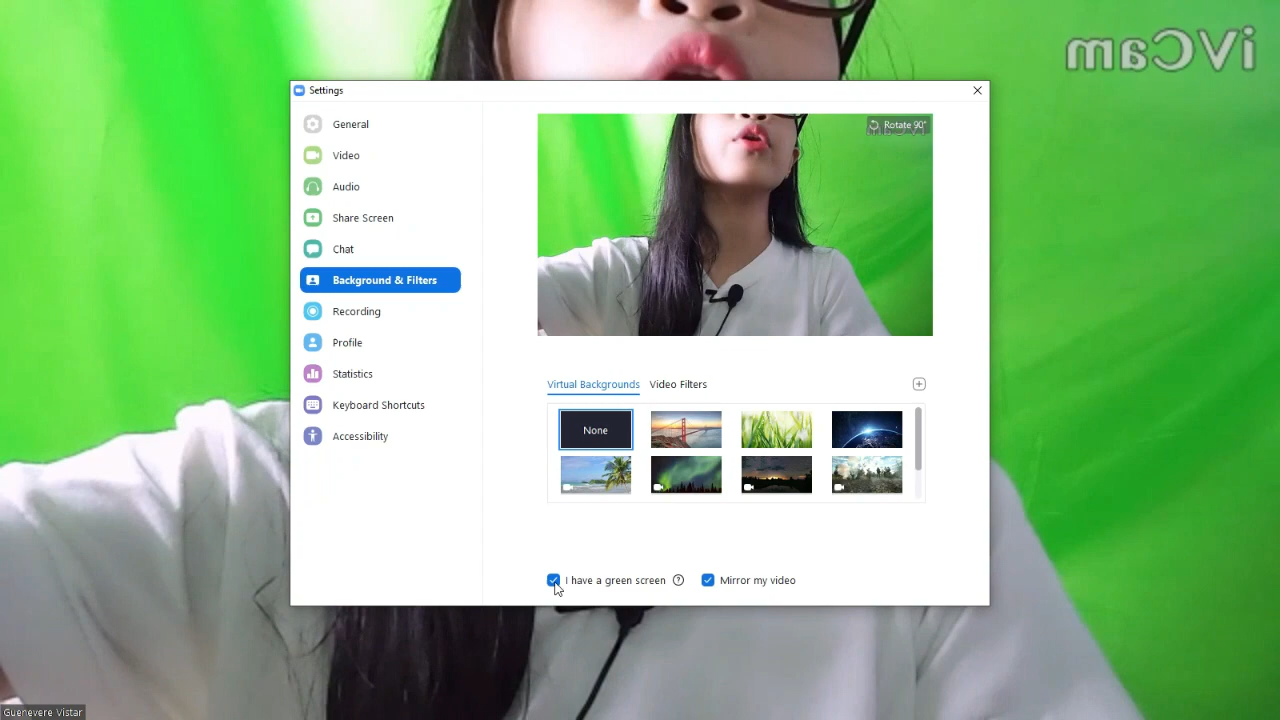 iVCam
Settings
General
Video
Audio
Share Screen
Chat
Background & Filters
Recording
Profile
Statistics
Keyboard Shortcuts
Accessibility
Rotate 90°
Virtual Backgrounds
Video Filters
None
I have a green screen
Mirror my video
Guenevere Vistar